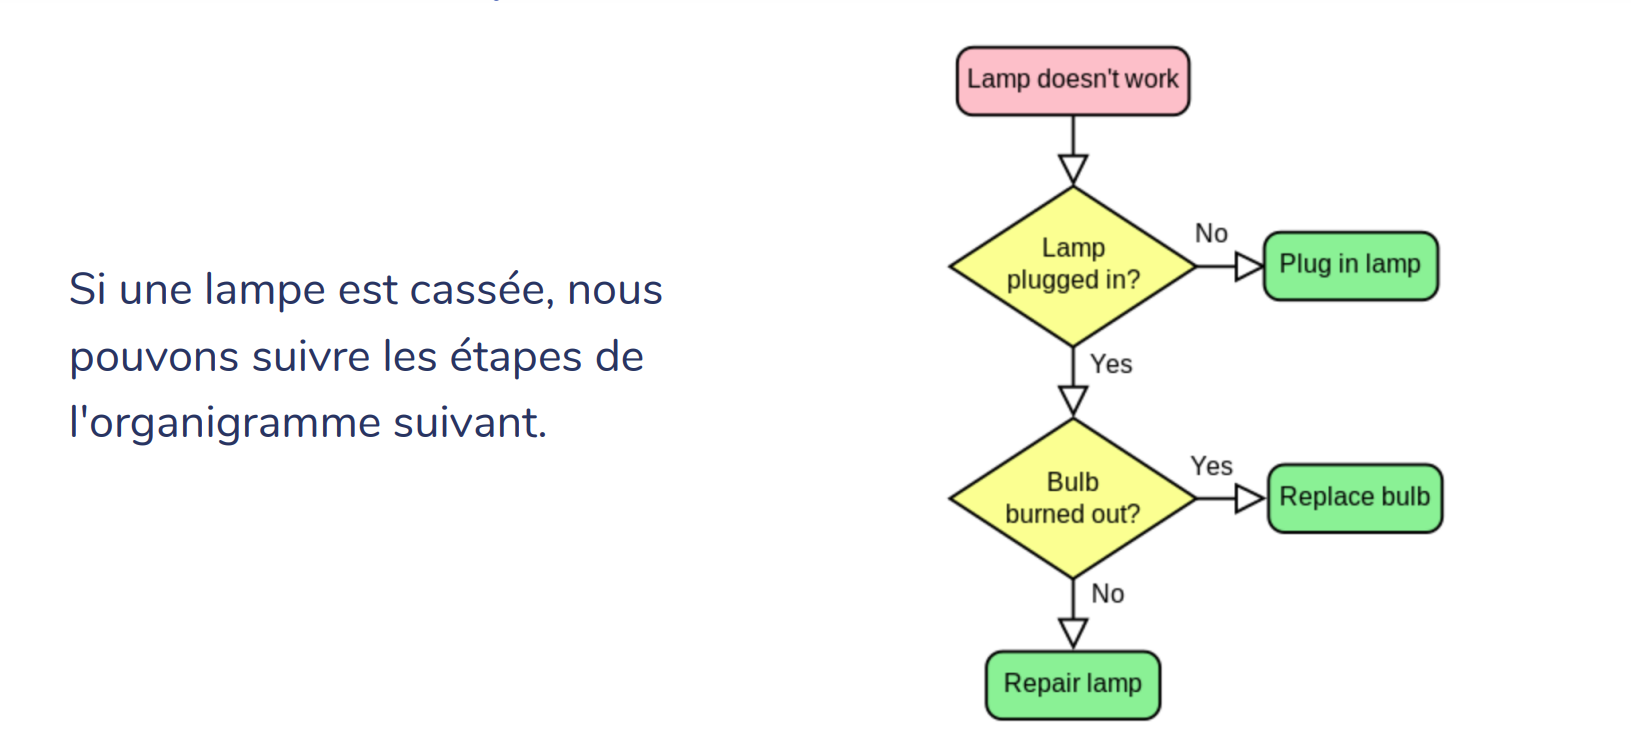 Si une lampe est cassée, nous
pouvons suivre les étapes de
l'organigramme suivant.
Lamp doesn't work
Lamp
plugged in?
No
Plug in lamp
Yes
Bulb
burned out?
Yes
Replace bulb
No
Repair lamp